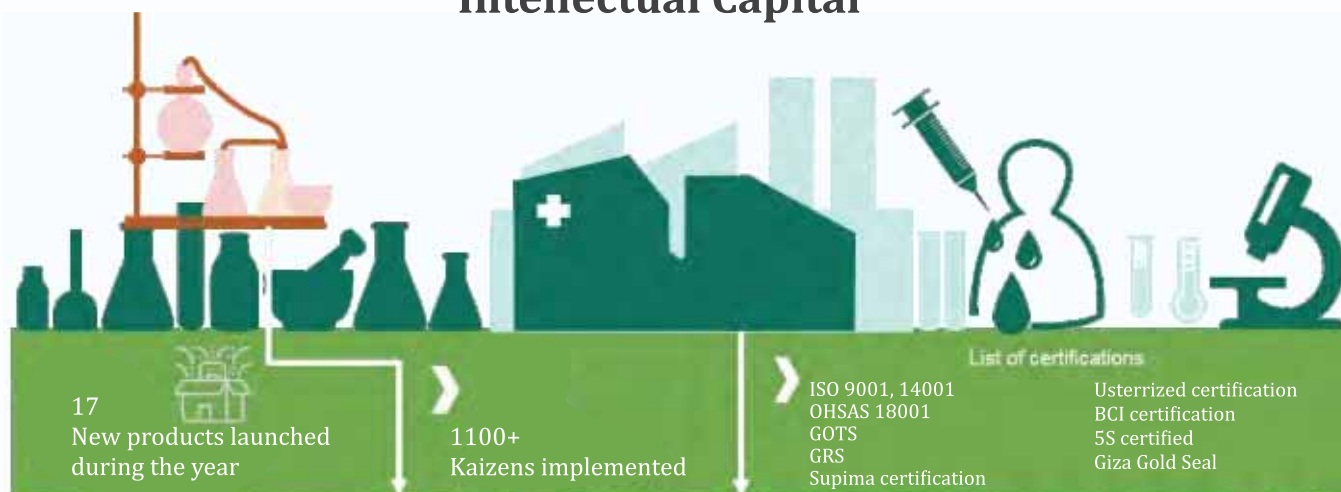 Intellectual Capital
17
New products launched
during the year
1100+
Kaizens implemented
List of certifications
ISO 9001, 14001
OHSAS 18001
GOTS
GRS
Supima certification
Usterrized certification
BCI certification
5S certified
Giza Gold Seal